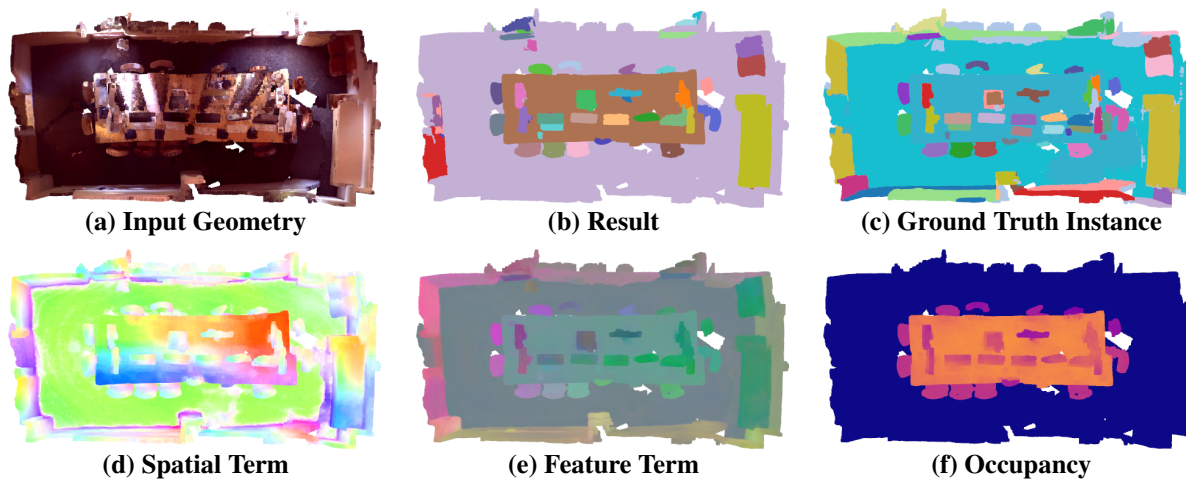 (a) Input Geometry
(b) Result
(c) Ground Truth Instance
(d) Spatial Term
(e) Feature Term
(f) Occupancy